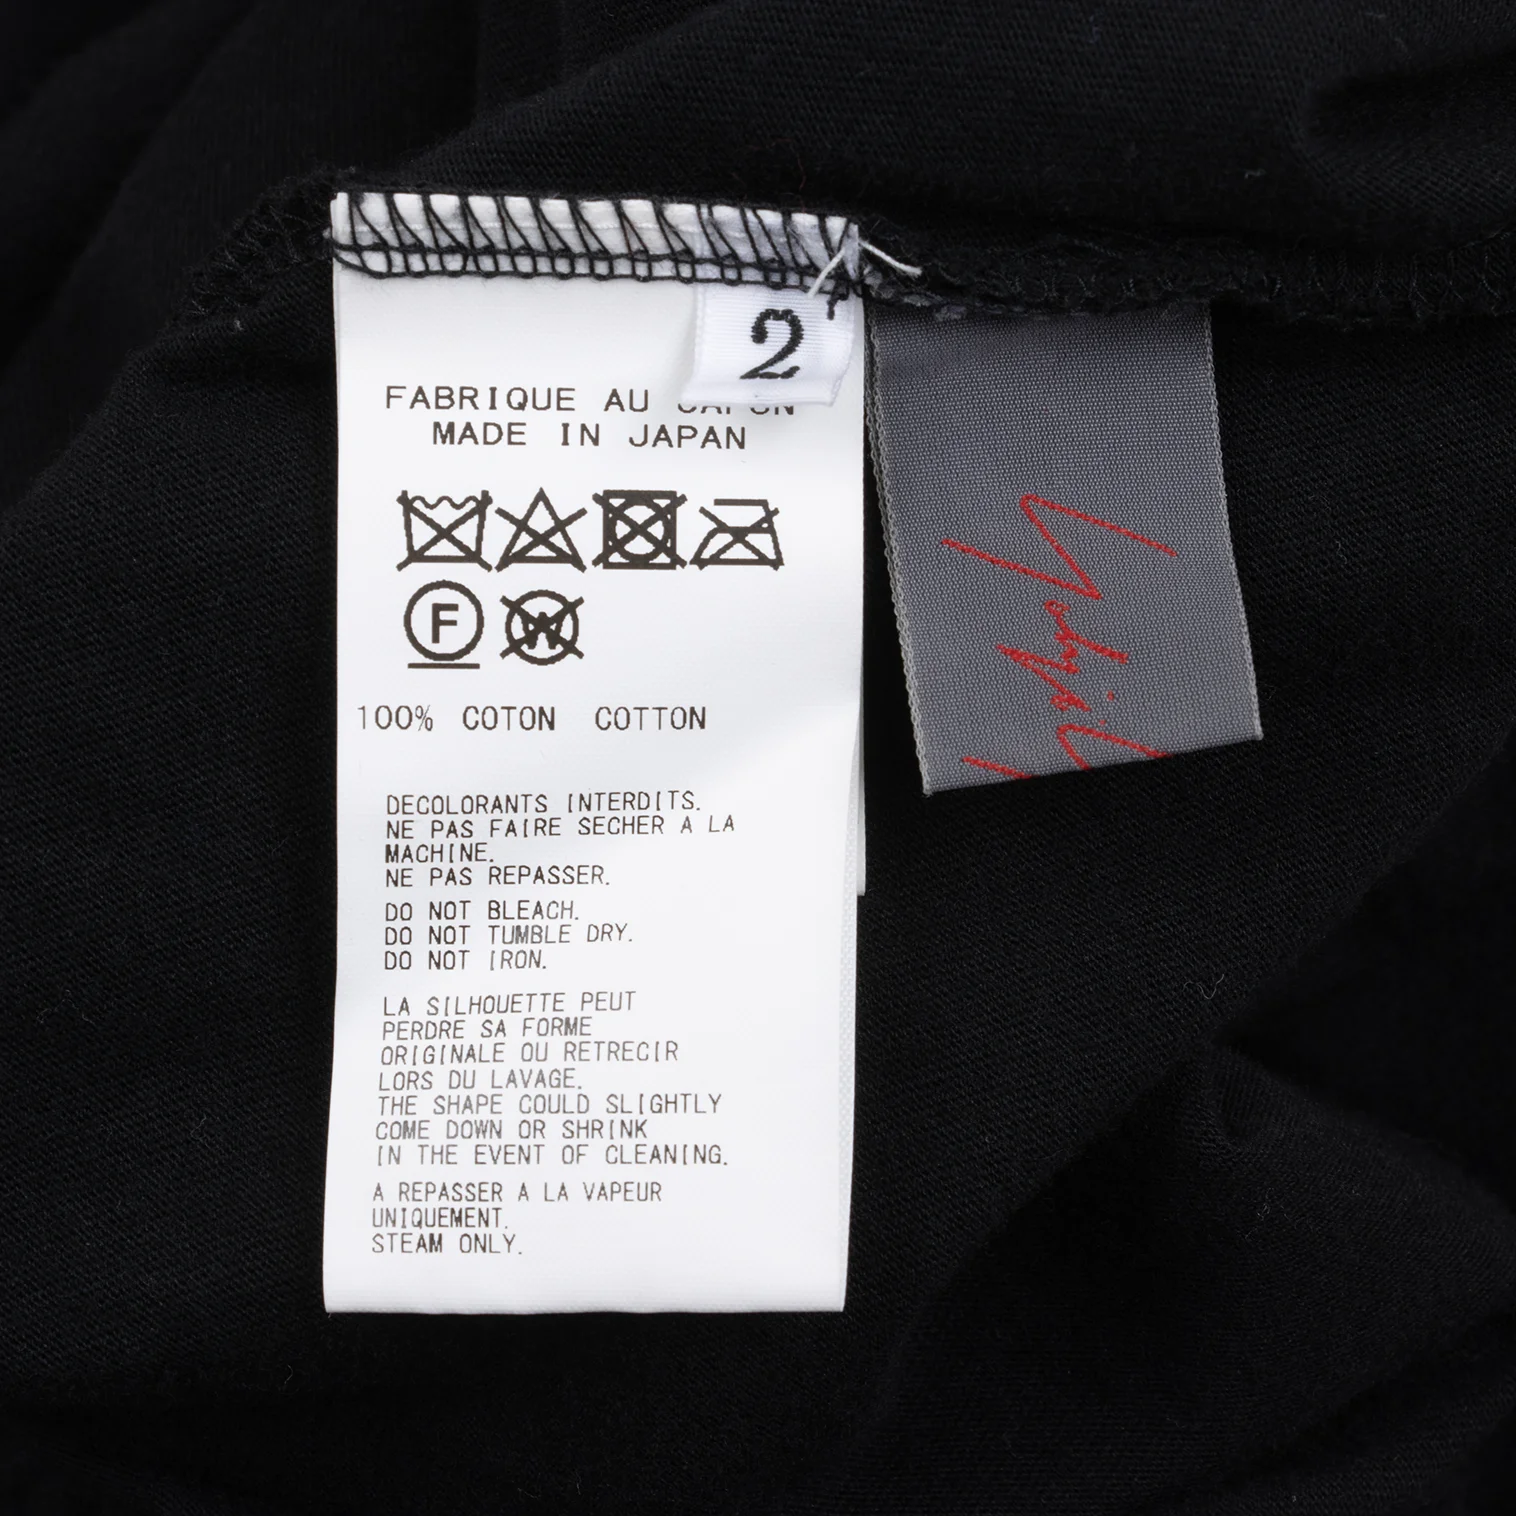 2
FABRIQUE AU JAPON
MADE IN JAPAN
F W
100% COTON COTTON
DECOLORANTS INTERDITS.
NE PAS FAIRE SECHER A LA
MACHINE.
NE PAS REPASSER.
DO NOT BLEACH.
DO NOT TUMBLE DRY.
DO NOT IRON.
LA SILHOUETTE PEUT
PERDRE SA FORME
ORIGINALE OU RETRECIR
LORS DU LAVAGE.
THE SHAPE COULD SLIGHTLY
COME DOWN OR SHRINK
IN THE EVENT OF CLEANING.
A REPASSER A LA VAPEUR
UNIQUEMENT.
STEAM ONLY.
Yohji